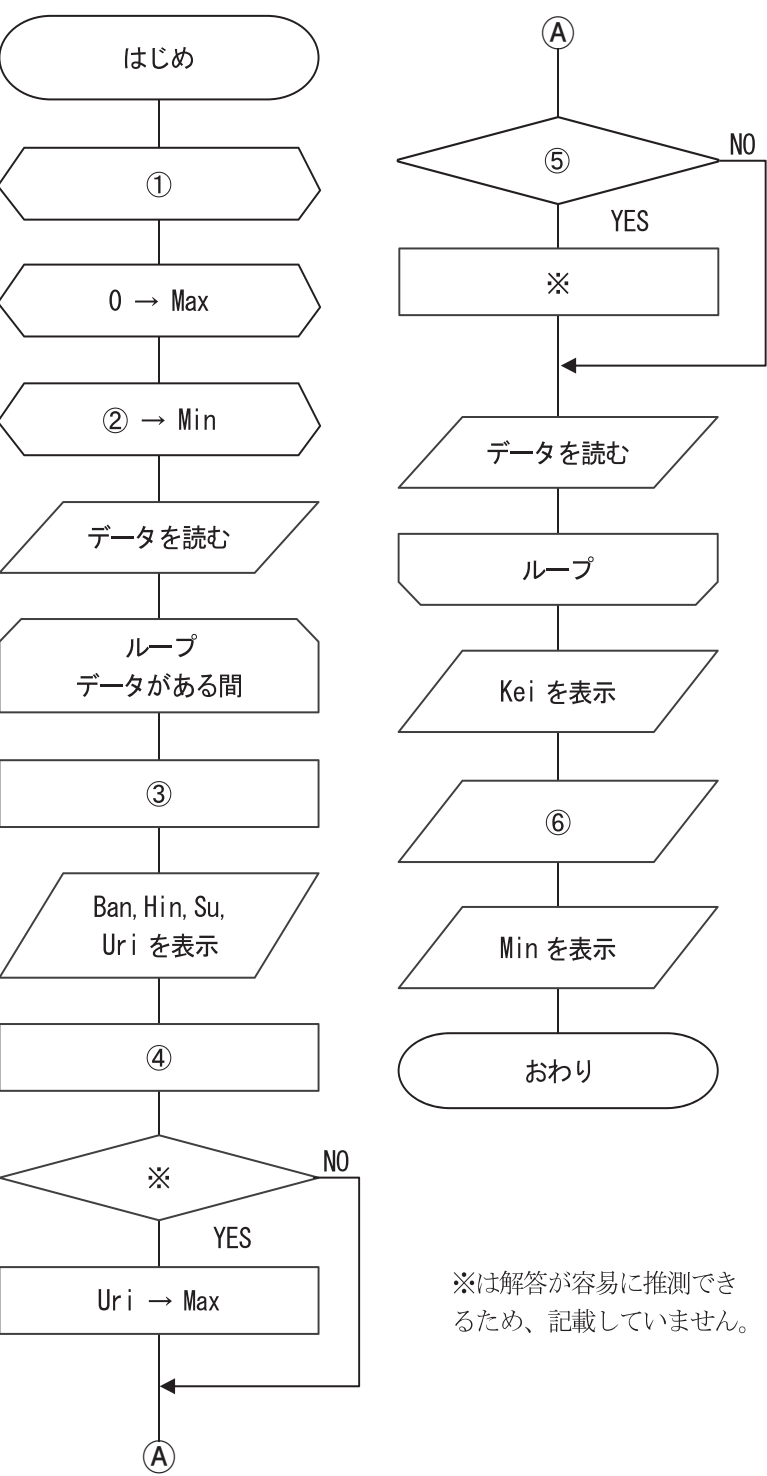 はじめ
①
0 → Max
② → Min
データを読む
ループ
データがある間
③
Ban, Hin, Su,
Uri を表示
④
※
NO
YES
Uri → Max
Ⓐ
Ⓐ
⑤
NO
YES
※
データを読む
ループ
Kei を表示
⑥
Min を表示
おわり
※は解答が容易に推測でき
るため、記載していません。